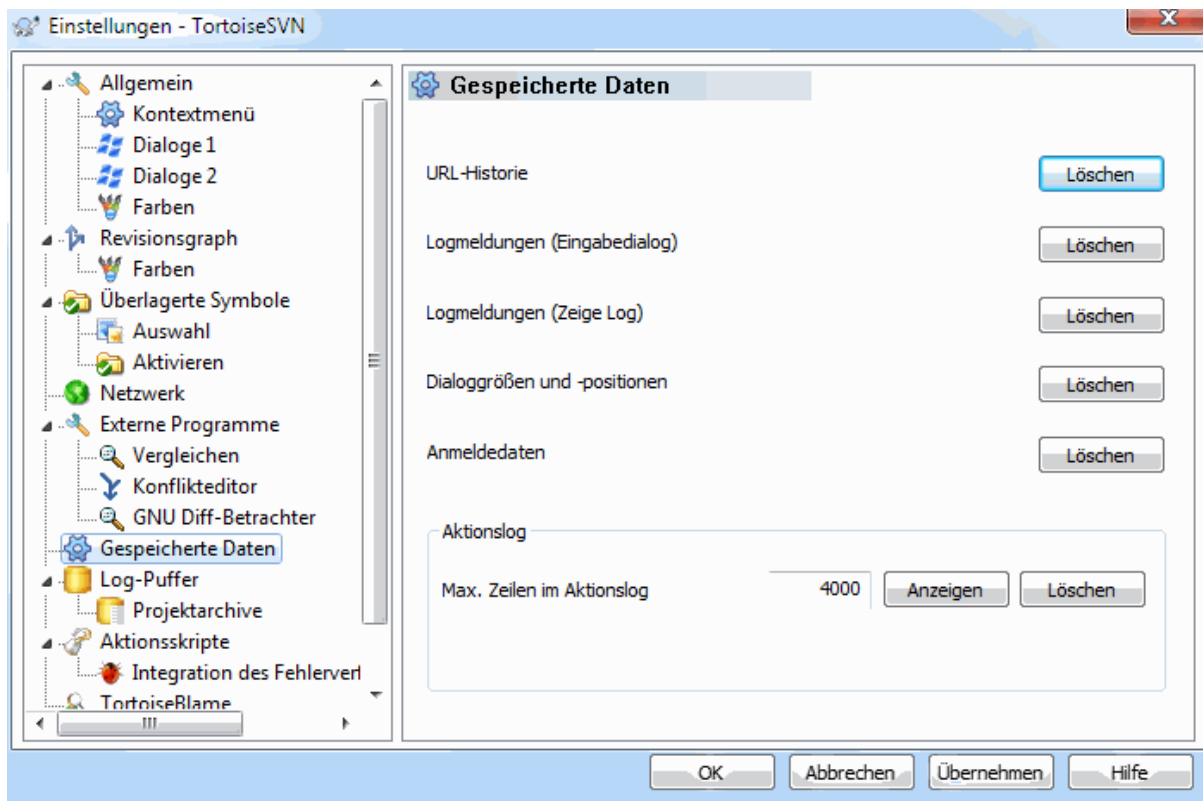 Einstellungen - TortoiseSVN
Allgemein
Kontextmenü
Dialoge 1
Dialoge 2
Farben
Revisionsgraph
Farben
Überlagerte Symbole
Auswahl
Aktivieren
Netzwerk
Externe Programme
Vergleichen
Konflikteditor
GNU Diff-Betrachter
Gespeicherte Daten
Log-Puffer
Projektarchive
Aktionsskripte
Integration des Fehlerverf
TortoiseBlame
Gespeicherte Daten
URL-Historie Löschen
Logmeldungen (Eingabedialog) Löschen
Logmeldungen (Zeige Log) Löschen
Dialoggrößen und -positionen Löschen
Anmeldedaten Löschen
Aktionslog
Max. Zeilen im Aktionslog 4000 Anzeigen Löschen
OK Abbrechen Übernehmen Hilfe